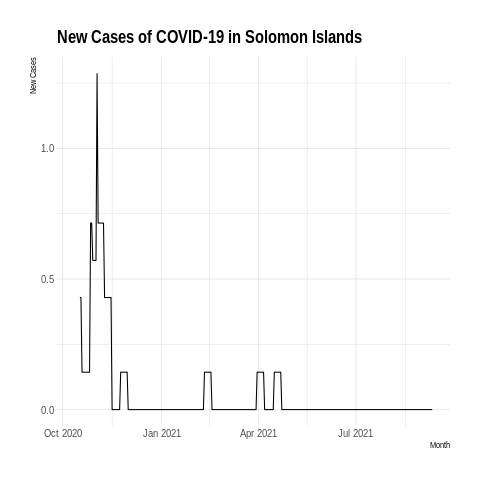 New Cases of COVID-19 in Solomon Islands
New Cases
1.0
0.5
0.0
Oct 2020 Jan 2021 Apr 2021 Jul 2021
Month